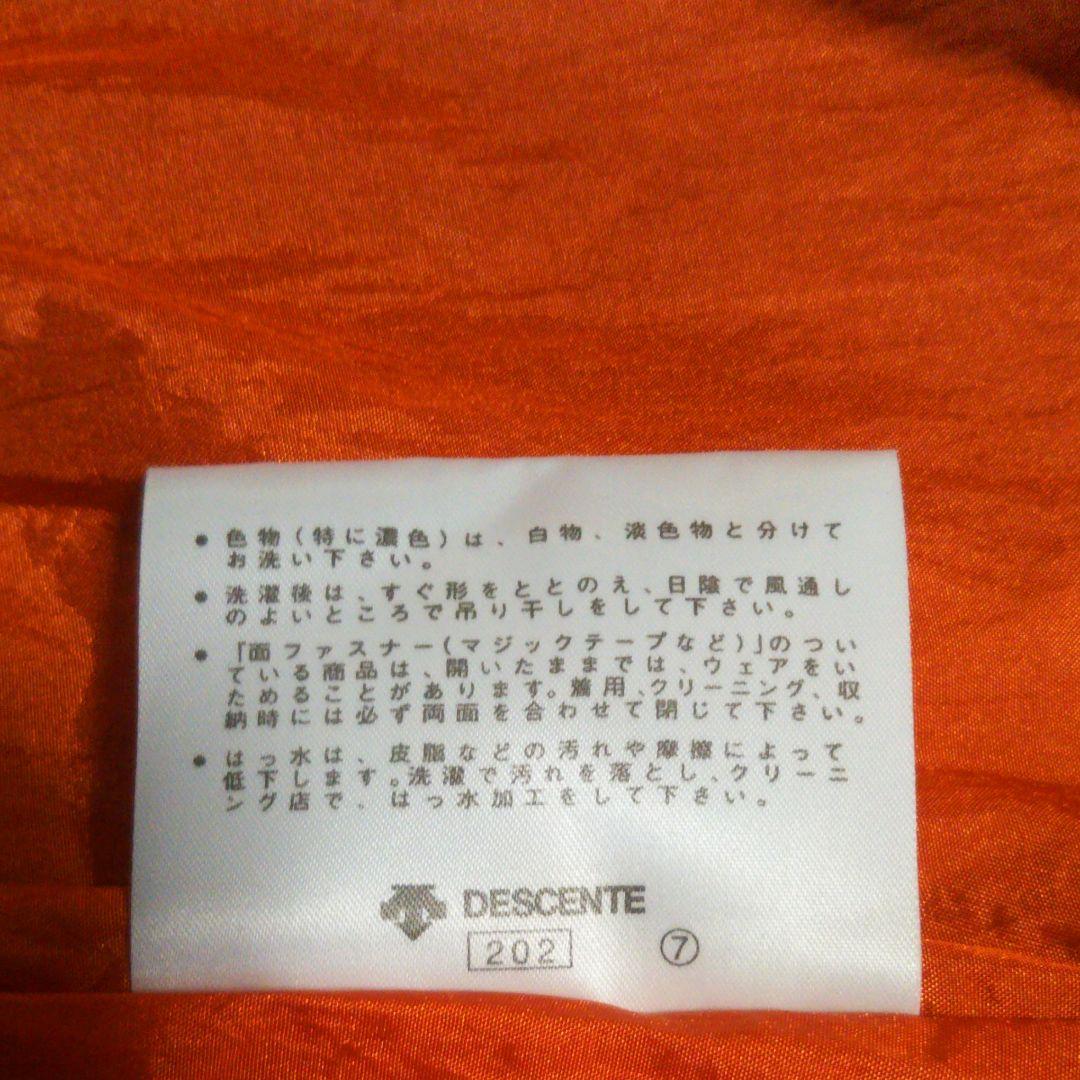 • 色物(特に濃色)は、白物、淡色物と分けて
お洗い下さい。
• 洗濯後は、すぐ形をととのえ、日陰で風通し
のよいところで吊り干しをして下さい。
• 「面ファスナー(マジックテープなど)」のつい
ている商品は、開いたままでは、ウェアをい
ためることがあります。着用、クリーニング、収
納時には必ず両面を合わせて閉じて下さい。
• はっ水は、皮脂などの汚れや摩擦によって
低下します。洗濯で汚れを落とし、クリーニ
ング店で、はっ水加工をして下さい。
DESCENTE
202 ⑦